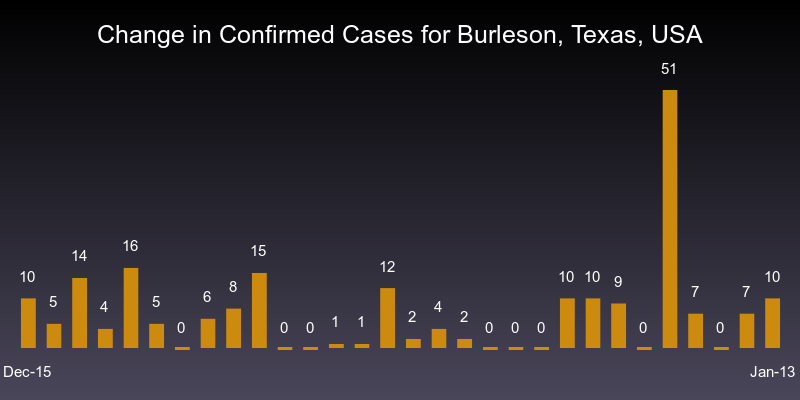 Change in Confirmed Cases for Burleson, Texas, USA
10 5 14 4 16 5 0 6 8 15 0 0 1 1 12 2 4 2 0 0 0 10 10 9 0 51 7 0 7 10
Dec-15 Jan-13